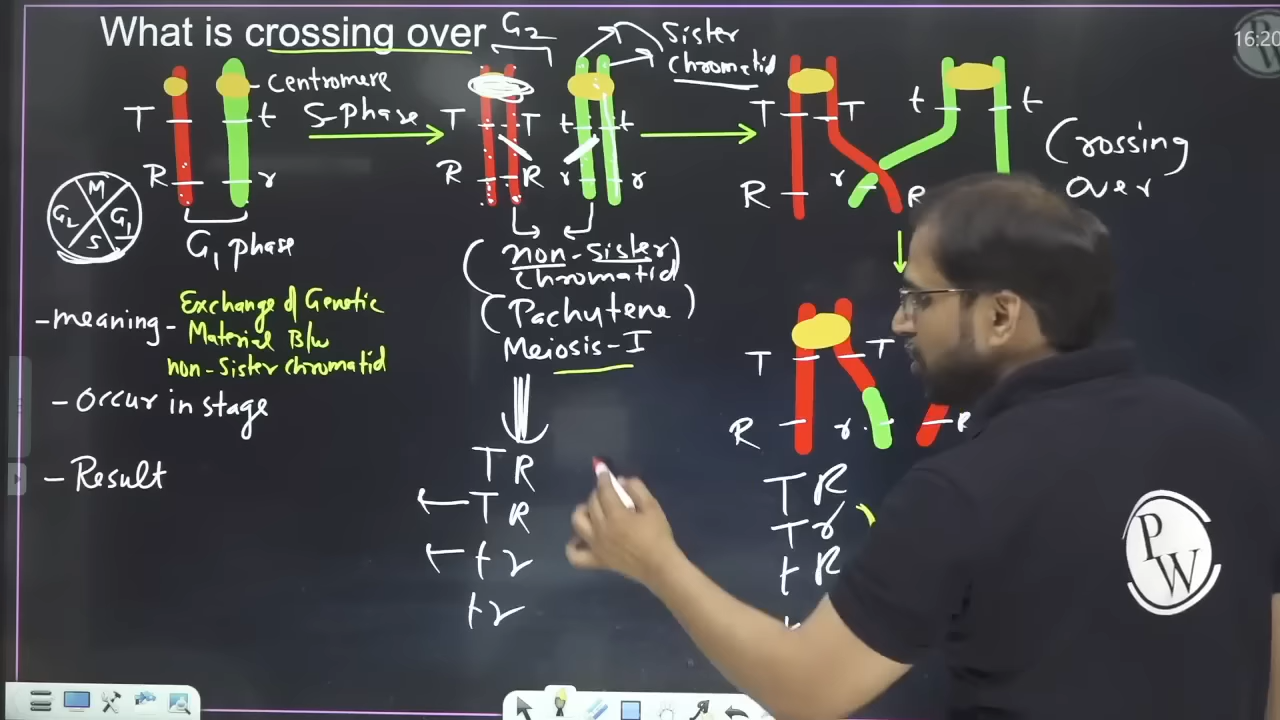 What is crossing over
G2
Sister
chromatid
16:20
Centromere
S-phase
T t
T T t t
T T t t
R r
R R r r
R r R
Crossing
over
M
G2 G1
S
G1 phase
(non-sister)
chromatid
(Pachytene)
Meiosis-I
-meaning- Exchange of Genetic
Material B/w
non-Sister chromatid
- Occur in stage
- Result
T T
R r R
T R
T R
t r
t r
T R
T r
t R
t
P
W